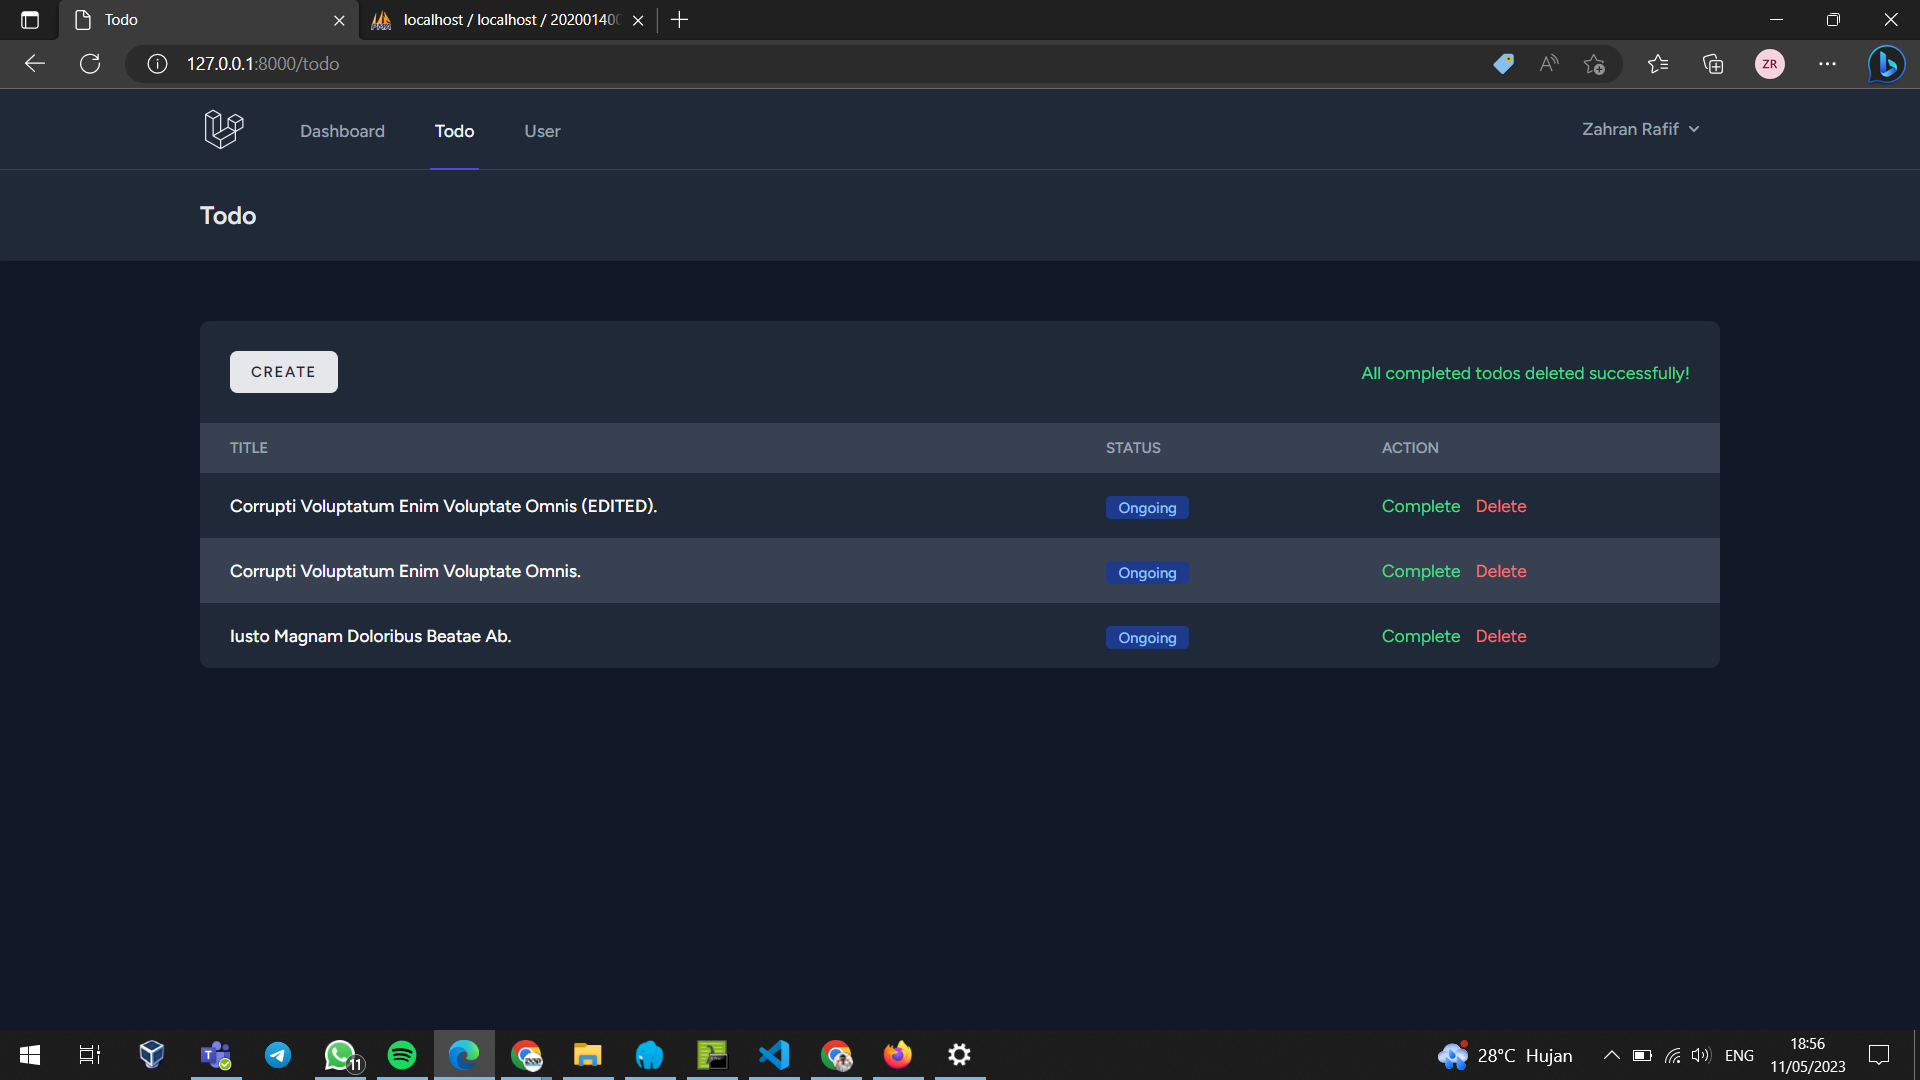 Todo
localhost / localhost / 20200140
127.0.0.1:8000/todo
ZR
Dashboard Todo User
Zahran Rafif
Todo
CREATE
All completed todos deleted successfully!
TITLE STATUS ACTION
Corrupti Voluptatum Enim Voluptate Omnis (EDITED). Ongoing Complete Delete
Corrupti Voluptatum Enim Voluptate Omnis. Ongoing Complete Delete
Iusto Magnam Doloribus Beatae Ab. Ongoing Complete Delete
11
28°C Hujan
ENG
18:56
11/05/2023